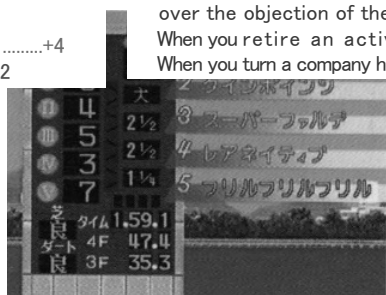 over the objection of the
.........+4
When you retire an activ
2
When you turn a company h
大
Ⅱ 4 2½ 3 スーパーファルデ
Ⅲ 5 2½ 4 レアネイティブ
Ⅳ 3 1¼ 5 フリルフリルフリル
Ⅴ 7
芝 良 タイム 1.59.1
ダート 良 4F 47.4
3F 35.3